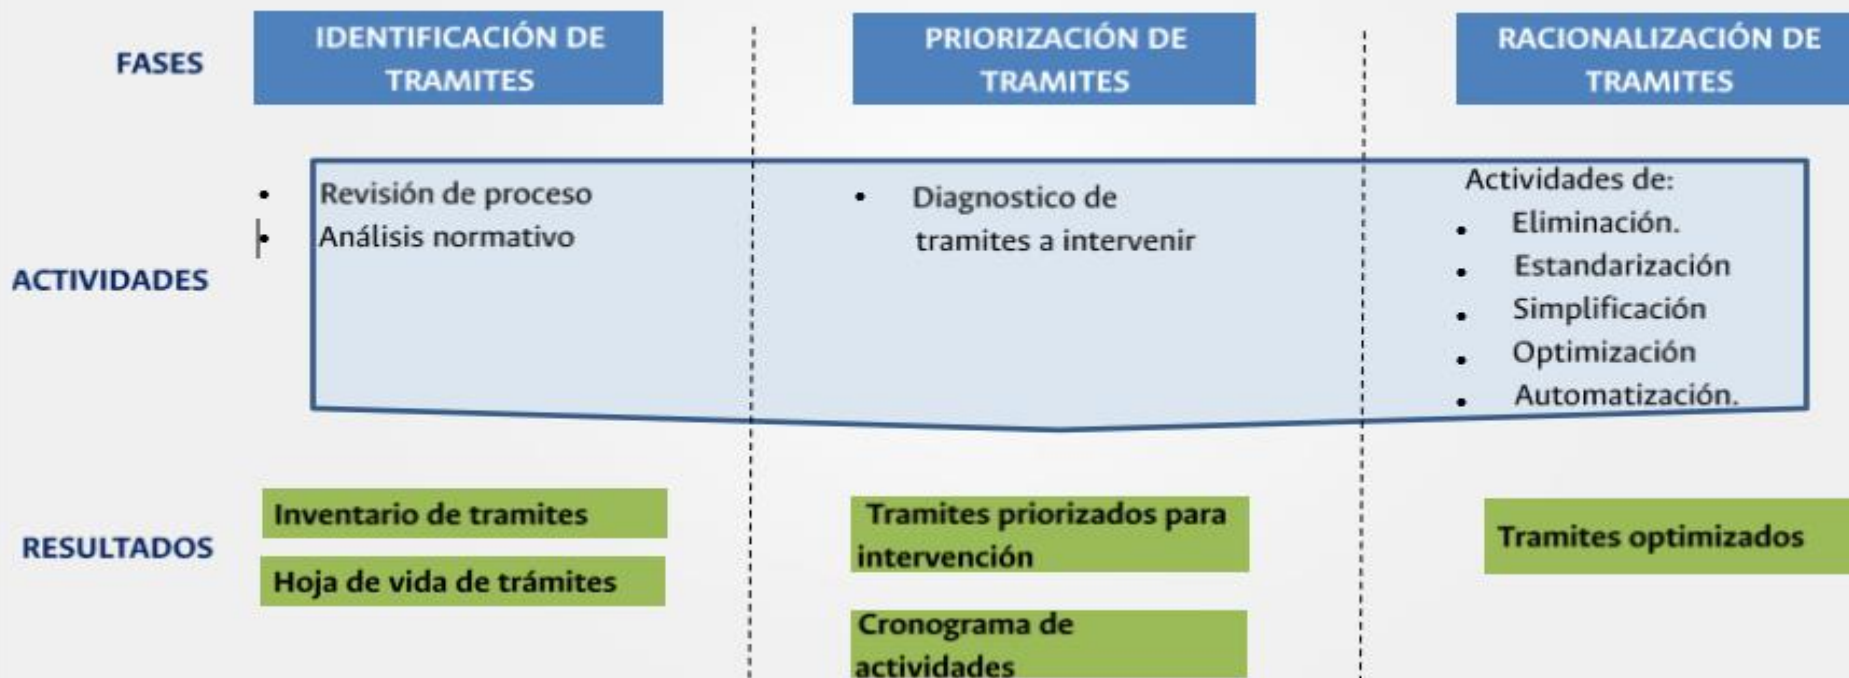 FASES
IDENTIFICACIÓN DE
TRAMITES
PRIORIZACIÓN DE
TRAMITES
RACIONALIZACIÓN DE
TRAMITES
ACTIVIDADES
• Revisión de proceso
• Análisis normativo
• Diagnostico de
tramites a intervenir
Actividades de:
• Eliminación.
• Estandarización
• Simplificación
• Optimización
• Automatización.
RESULTADOS
Inventario de tramites
Hoja de vida de trámites
Tramites priorizados para
intervención
Cronograma de
actividades
Tramites optimizados